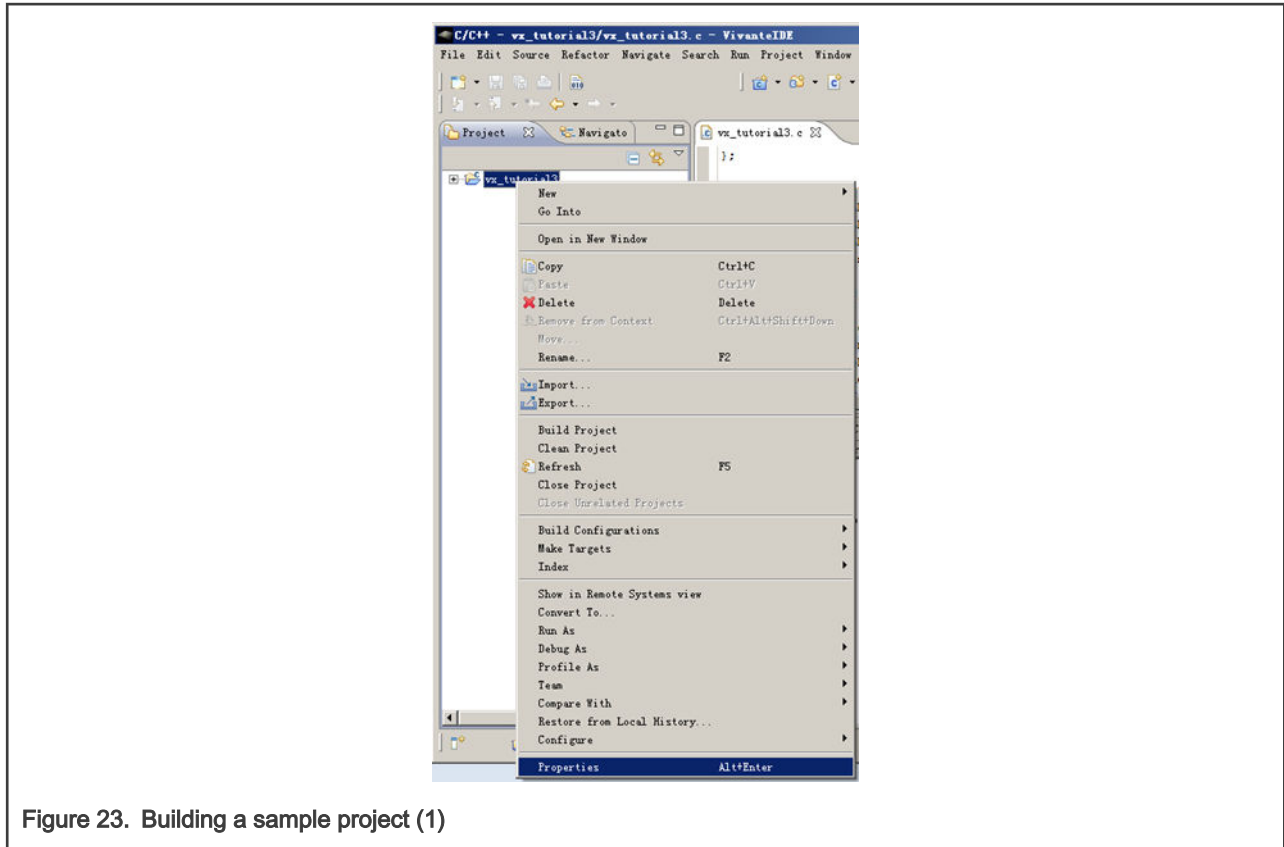 C/C++ - vx_tutorial3/vx_tutorial3.c - VivanteIDE
File Edit Source Refactor Navigate Search Run Project Window
010
Project Navigato vx_tutorial3.c
};
vx_tutorial3
New
Go Into
Open in New Window
Copy Ctrl+C
Paste Ctrl+V
Delete Delete
Remove from Context Ctrl+Alt+Shift+Down
Move...
Rename... F2
Import...
Export...
Build Project
Clean Project
Refresh F5
Close Project
Close Unrelated Projects
Build Configurations
Make Targets
Index
Show in Remote Systems view
Convert To...
Run As
Debug As
Profile As
Team
Compare With
Restore from Local History...
Configure
Properties Alt+Enter
Figure 23. Building a sample project (1)